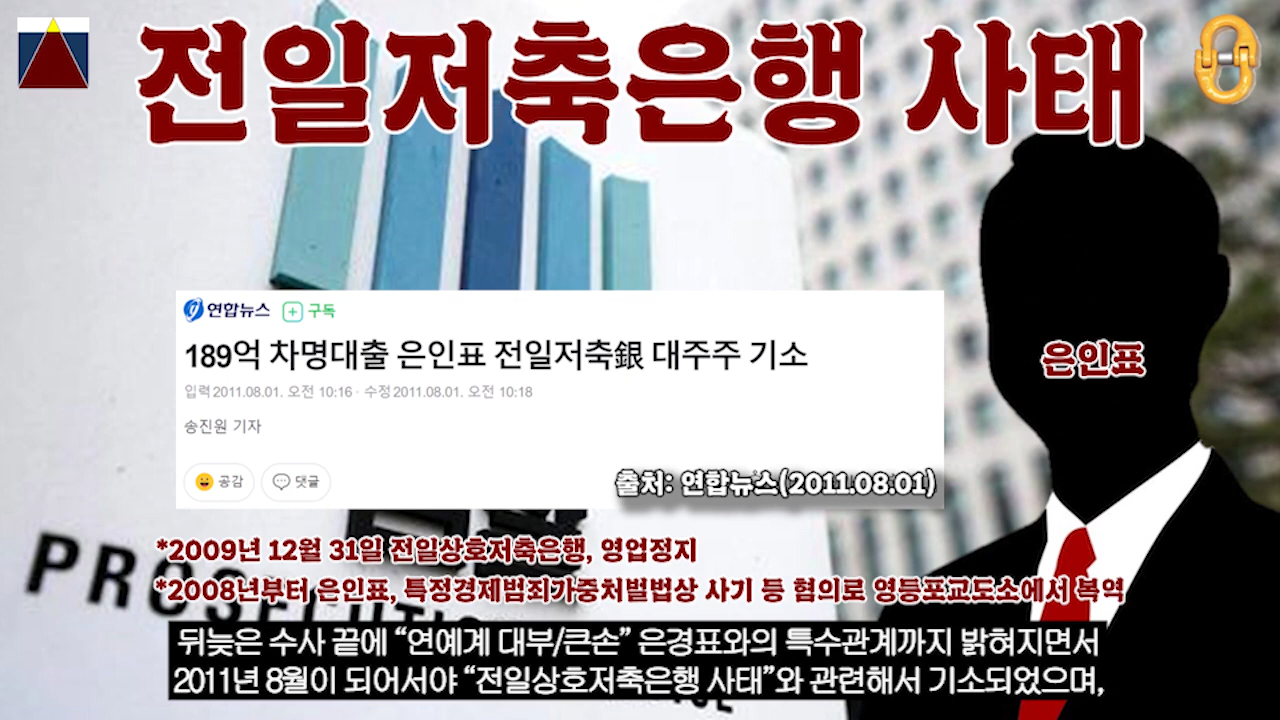 전일저축은행 사태
연합뉴스 구독
189억 차명대출 은인표 전일저축銀 대주주 기소
입력 2011.08.01. 오전 10:16 · 수정 2011.08.01. 오전 10:18
송진원 기자
공감 댓글
출처: 연합뉴스(2011.08.01)
은인표
*2009년 12월 31일 전일상호저축은행, 영업정지
*2008년부터 은인표, 특정경제범죄가중처벌법상 사기 등 혐의로 영등포교도소에서 복역
뒤늦은 수사 끝에 “연예계 대부/큰손” 은경표와의 특수관계까지 밝혀지면서
2011년 8월이 되어서야 “전일상호저축은행 사태”와 관련해서 기소되었으며,